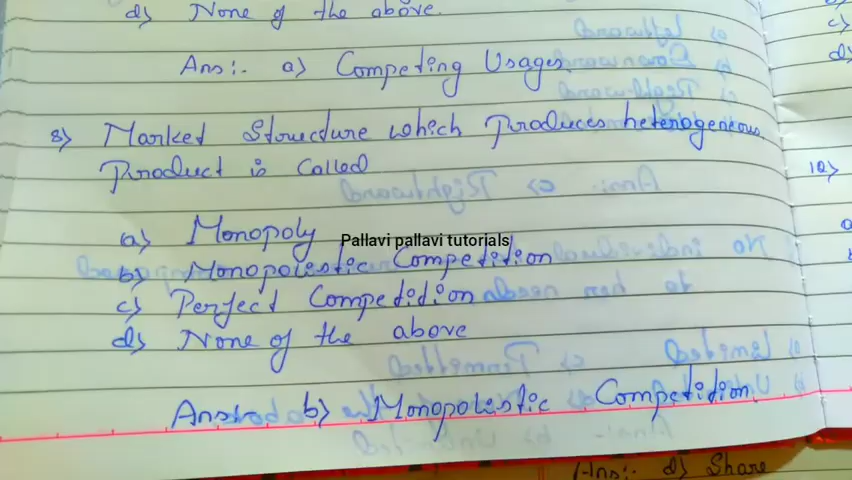 d) None of the above.
Ans:- a) Competing Usages.
8) Market Structure which Produces heterogeneous
Product is Called
a) Monopoly
Pallavi pallavi tutorials
b) Monopolistic Competition
c) Perfect Competition
d) None of the above
b) Monopolistic Competition.
c)
d)
10)
Ans:- d) Share